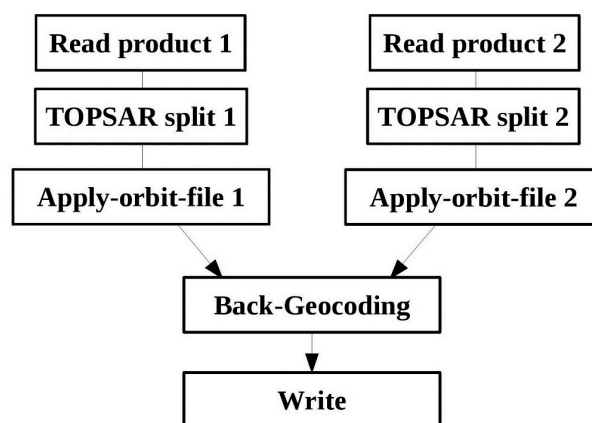 Read product 1
Read product 2
TOPSAR split 1
TOPSAR split 2
Apply-orbit-file 1
Apply-orbit-file 2
Back-Geocoding
Write